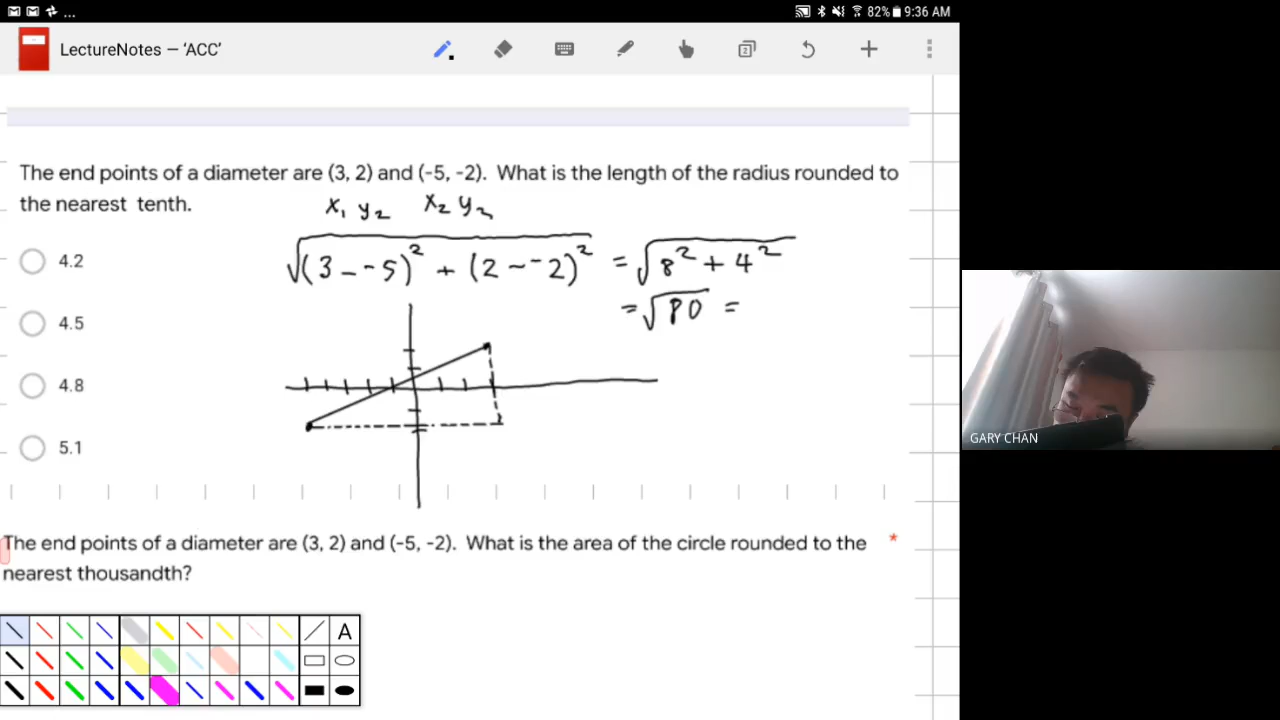 82% 9:36 AM
LectureNotes — ‘ACC’
2
The end points of a diameter are (3, 2) and (-5, -2). What is the length of the radius rounded to
the nearest tenth.
x₁ y₂ x₂ y₂
√(3 - -5)² + (2 - -2)² = √8² + 4²
= √80 =
4.2
4.5
4.8
5.1
GARY CHAN
The end points of a diameter are (3, 2) and (-5, -2). What is the area of the circle rounded to the *
nearest thousandth?
A